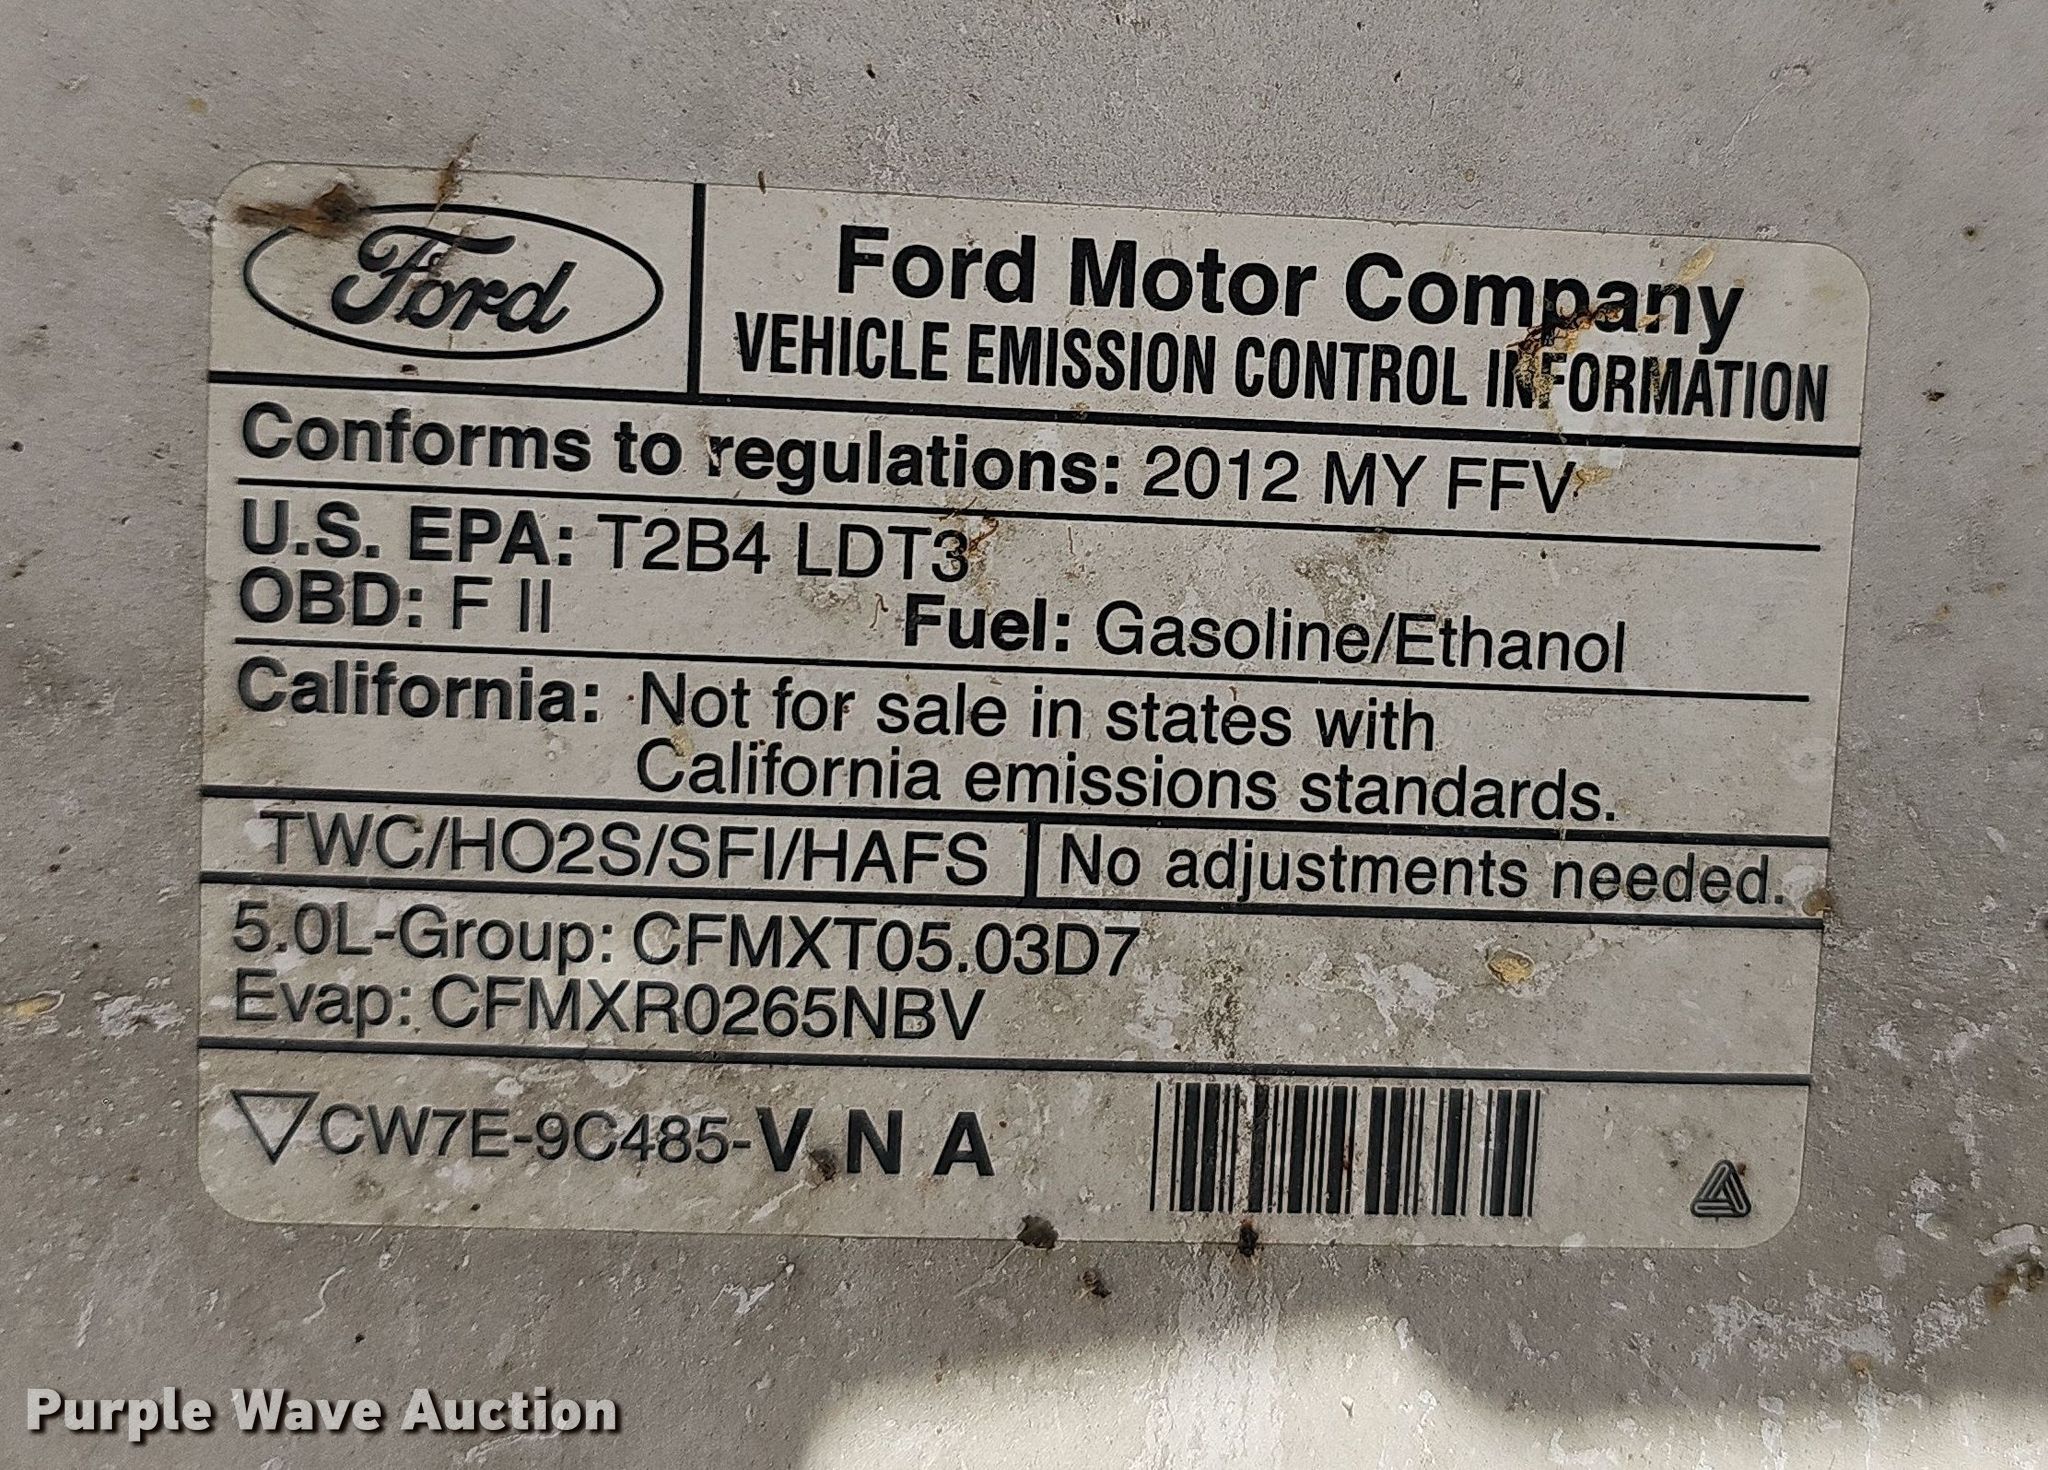 Ford
Ford Motor Company
VEHICLE EMISSION CONTROL INFORMATION
Conforms to regulations: 2012 MY FFV
U.S. EPA: T2B4 LDT3
OBD: F II Fuel: Gasoline/Ethanol
California: Not for sale in states with
California emissions standards.
TWC/HO2S/SFI/HAFS No adjustments needed.
5.0L-Group: CFMXT05.03D7
Evap: CFMXR0265NBV
CW7E-9C485-V N A
Purple Wave Auction